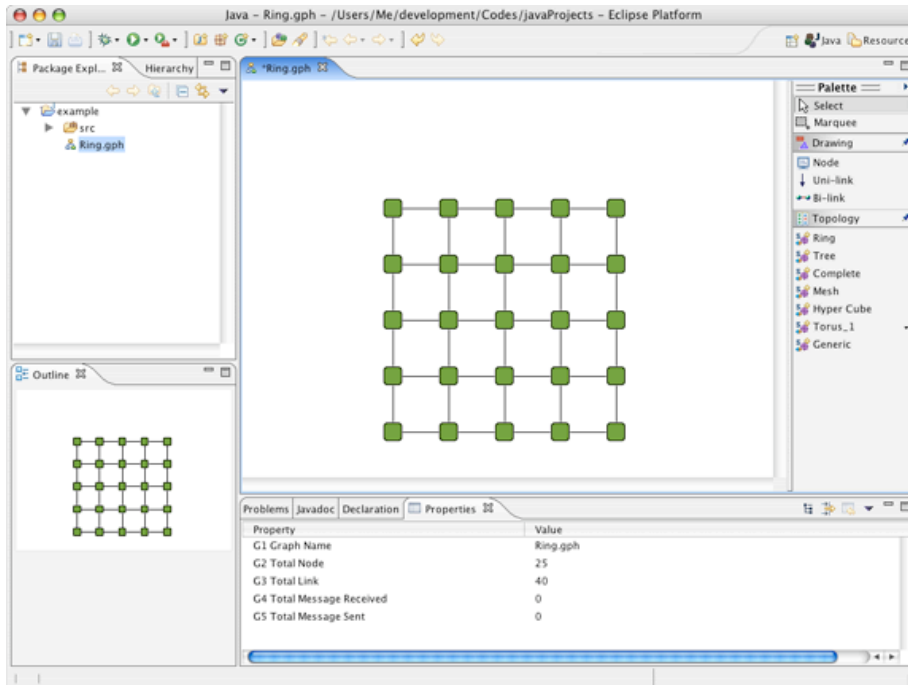 Java – Ring.gph – /Users/Me/development/Codes/javaProjects – Eclipse Platform
Java Resource
Package Expl... Hierarchy
example
src
Ring.gph
*Ring.gph
Palette
Select
Marquee
Drawing
Node
Uni-link
Bi-link
Topology
Ring
Tree
Complete
Mesh
Hyper Cube
Torus_1
Generic
Outline
Problems Javadoc Declaration Properties
Property Value
G1 Graph Name Ring.gph
G2 Total Node 25
G3 Total Link 40
G4 Total Message Received 0
G5 Total Message Sent 0